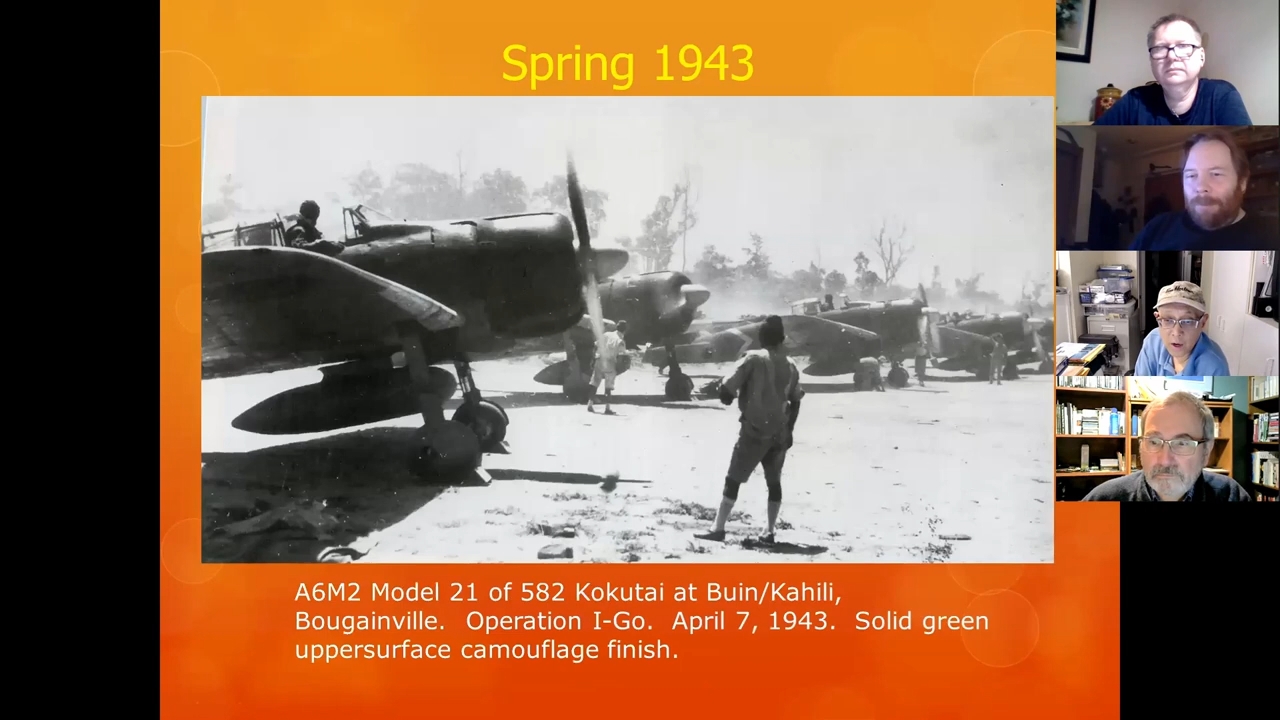 Spring 1943
A6M2 Model 21 of 582 Kokutai at Buin/Kahili,
Bougainville.  Operation I-Go.  April 7, 1943.  Solid green
uppersurface camouflage finish.